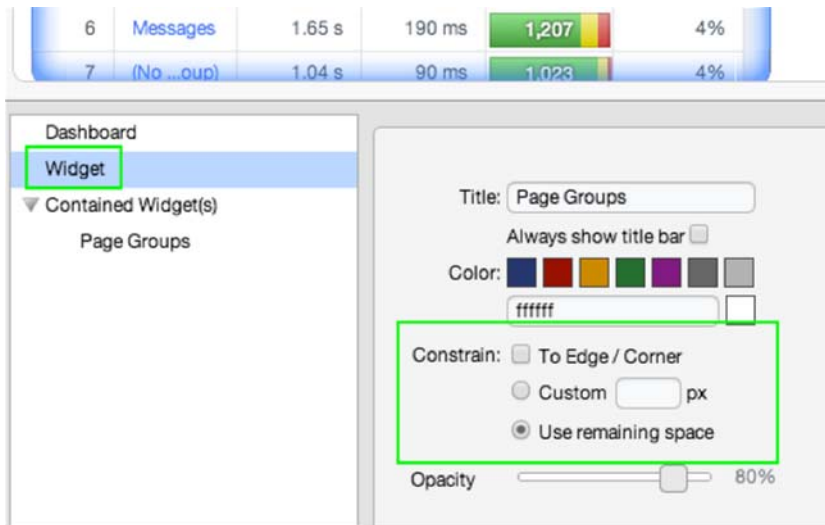 6 Messages 1.65 s 190 ms 1,207 4%
7 (No ...oup) 1.04 s 90 ms 1,023 4%
Dashboard
Widget
Contained Widget(s)
Page Groups
Title: Page Groups
Always show title bar
Color:
ffffff
Constrain: To Edge / Corner
Custom px
Use remaining space
Opacity 80%